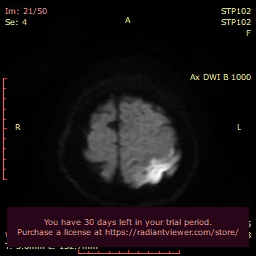 Im: 21/50
Se: 4
A
STP102
STP102
F
Ax DWI B 1000
R
L
You have 30 days left in your trial period.
Purchase a license at https://radiantviewer.com/store/